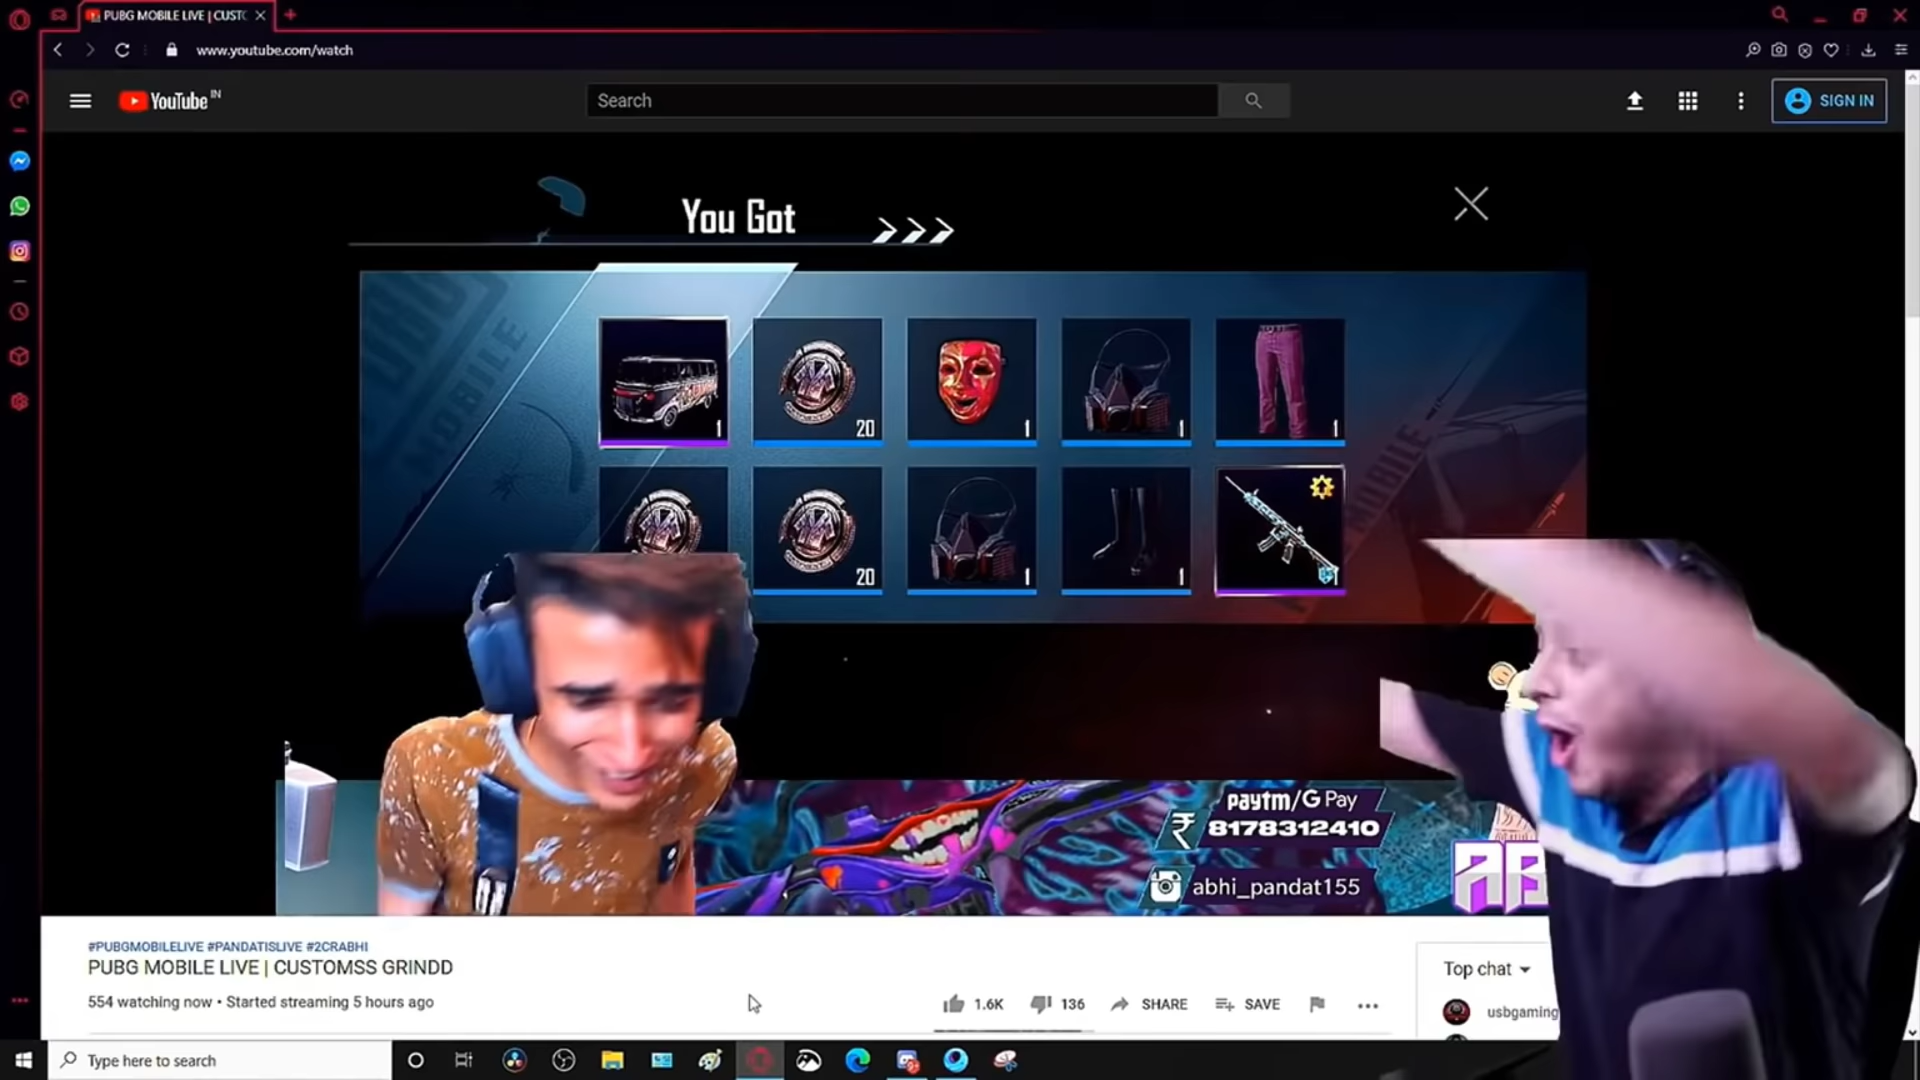 PUBG MOBILE LIVE | CUST
www.youtube.com/watch
YouTube IN
Search
SIGN IN
You Got
MOBILE
1
20
1
1
1
20
1
1
1
paytm/G Pay
8178312410
abhi_pandat155
#PUBGMOBILELIVE #PANDATISLIVE #2CRABHI
PUBG MOBILE LIVE | CUSTOMSS GRINDD
554 watching now • Started streaming 5 hours ago
1.6K
136
SHARE
SAVE
Top chat
usbgaming
Type here to search